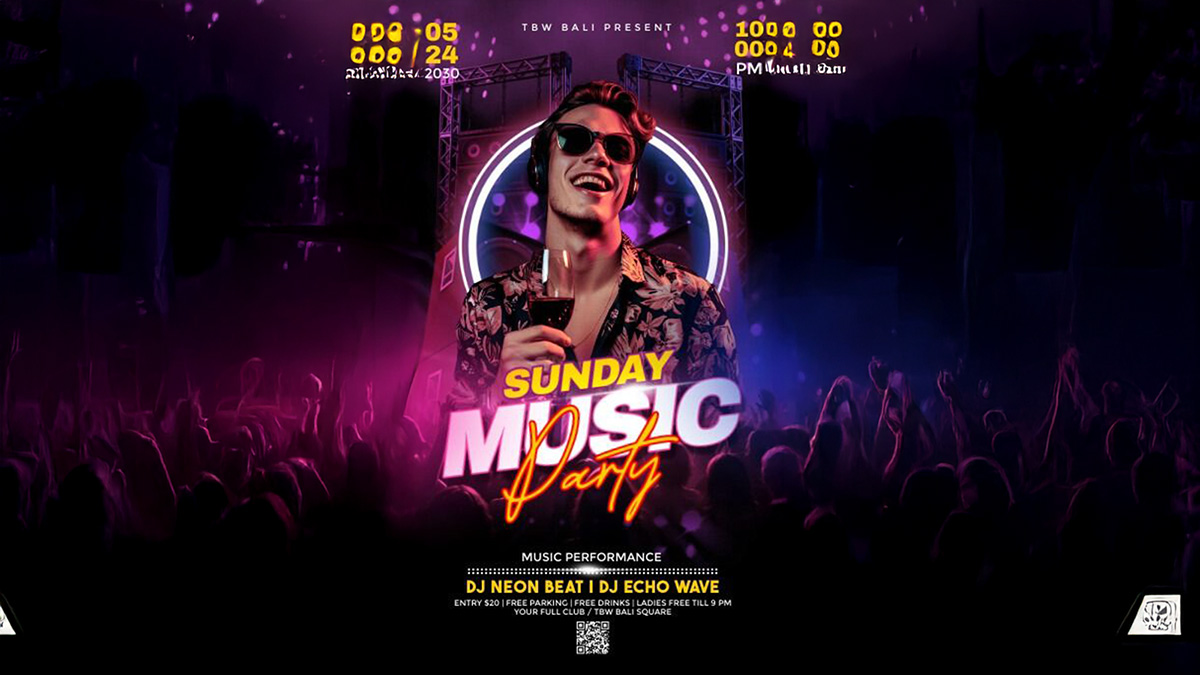 TBW BALI PRESENT
05
24
2030
PM
SUNDAY
MUSIC
Party
MUSIC PERFORMANCE
DJ NEON BEAT I DJ ECHO WAVE
ENTRY $20 | FREE PARKING | FREE DRINKS | LADIES FREE TILL 9 PM
YOUR FULL CLUB / TBW BALI SQUARE